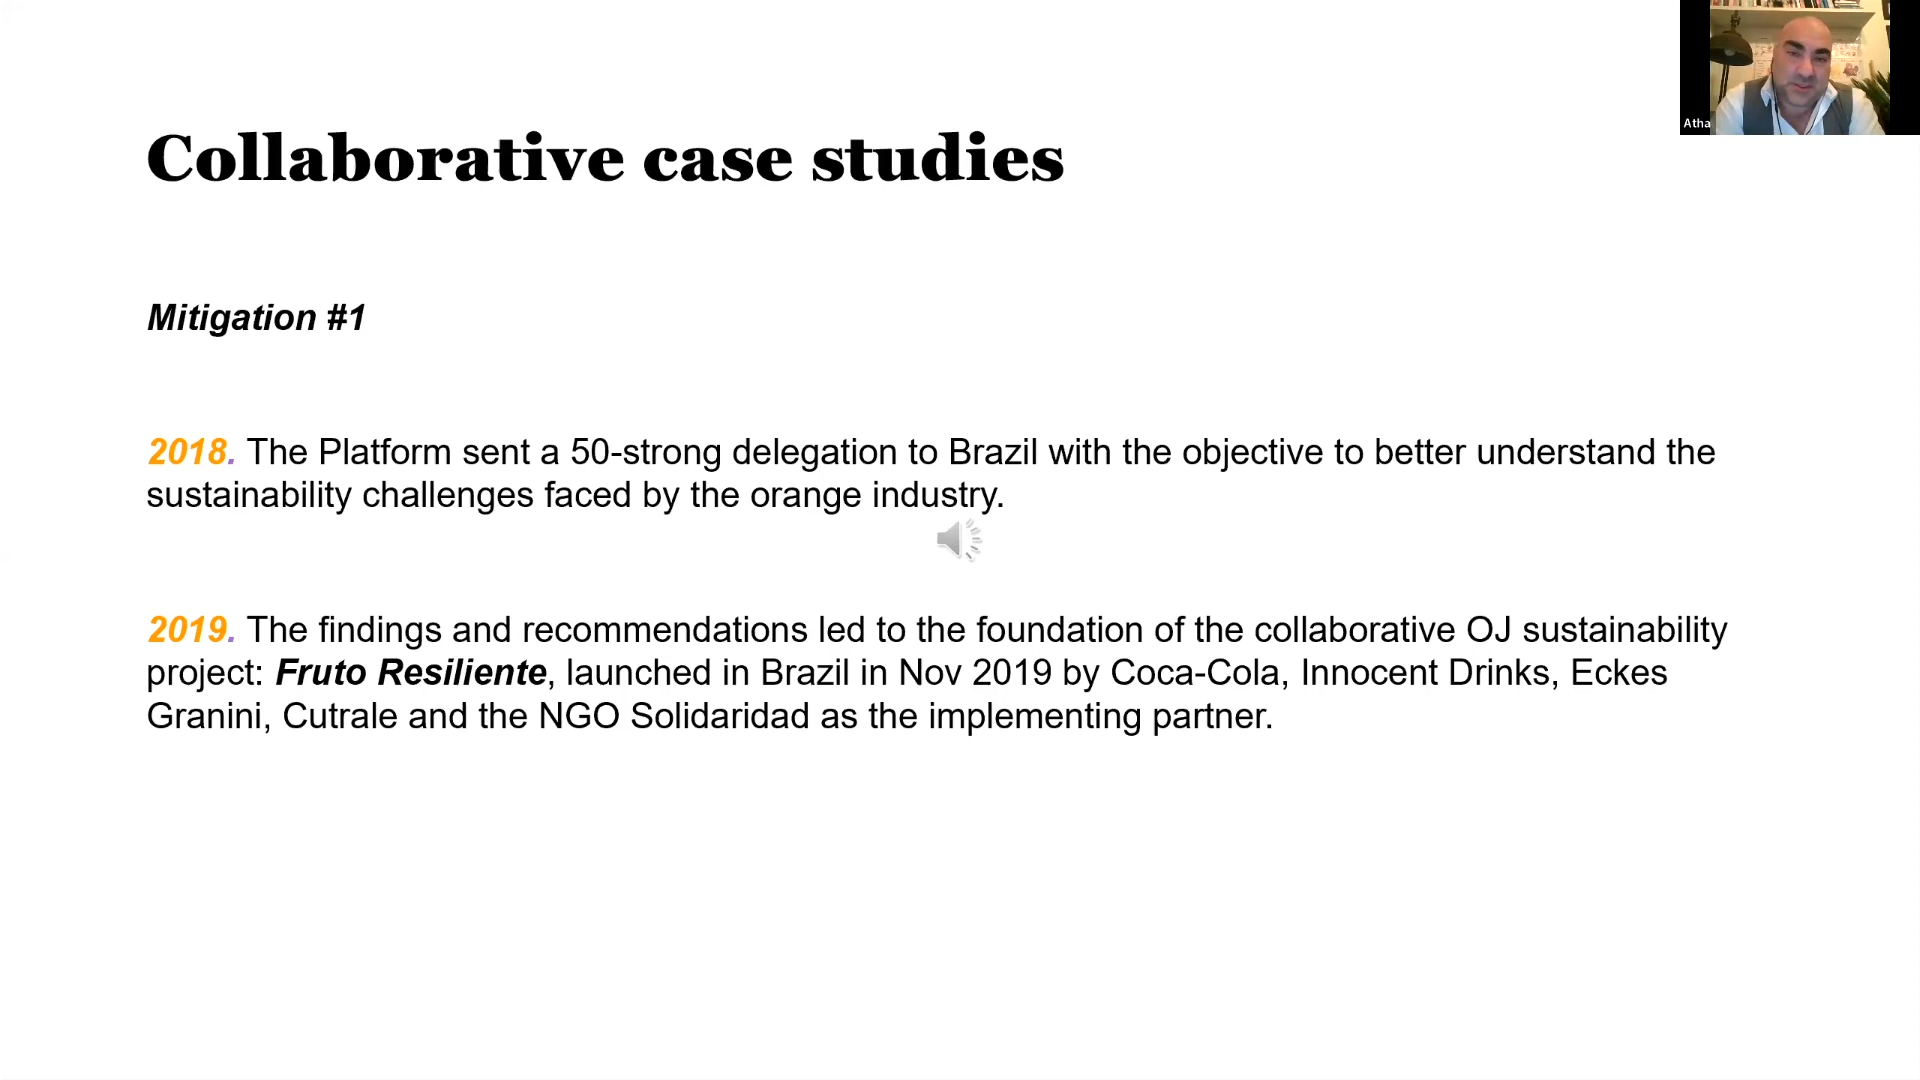 Atha
Collaborative case studies
Mitigation #1
2018. The Platform sent a 50-strong delegation to Brazil with the objective to better understand the
sustainability challenges faced by the orange industry.
2019. The findings and recommendations led to the foundation of the collaborative OJ sustainability
project: Fruto Resiliente, launched in Brazil in Nov 2019 by Coca-Cola, Innocent Drinks, Eckes
Granini, Cutrale and the NGO Solidaridad as the implementing partner.